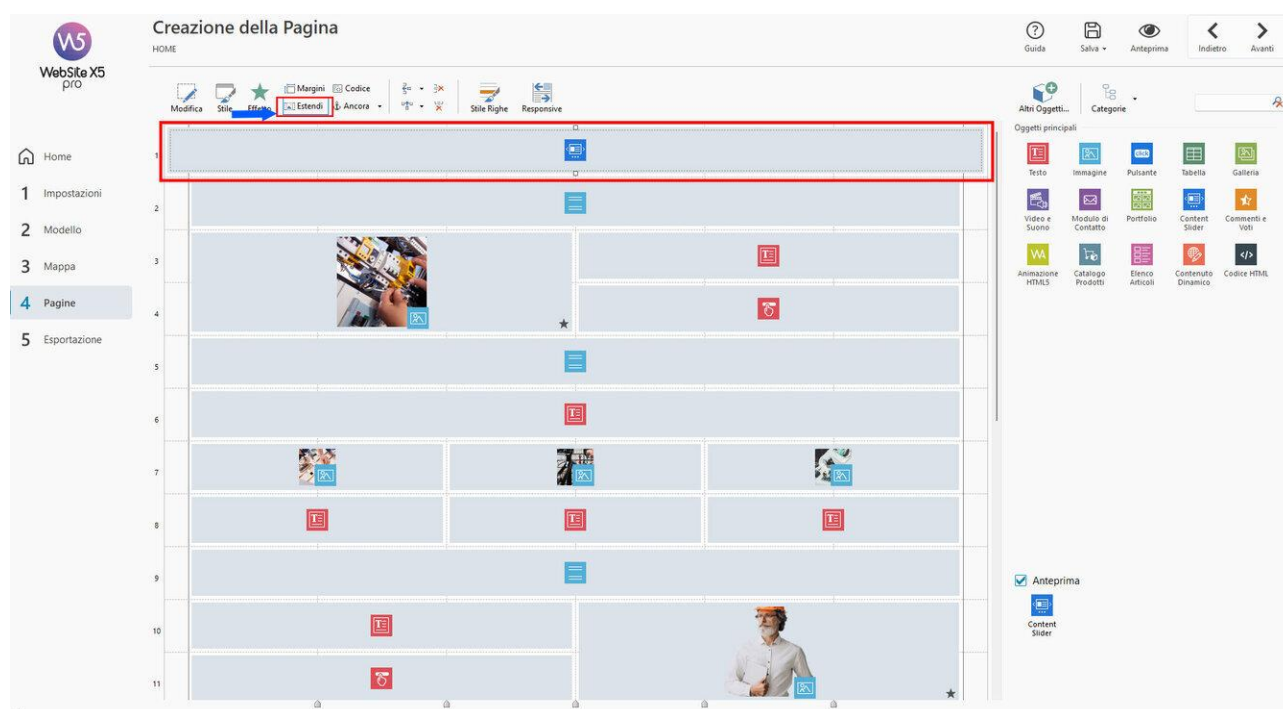 W5
WebSite X5
pro
Creazione della Pagina
HOME
Guida
Salva
Anteprima
Indietro
Avanti
Modifica
Stile
Effetto
Margini
Codice
Estendi
Ancora
Stile Righe
Responsive
Altri Oggetti...
Categorie
Home
1 Impostazioni
2 Modello
3 Mappa
4 Pagine
5 Esportazione
1
2
3
4
5
6
7
8
9
10
11
Oggetti principali
Testo
Immagine
click
Pulsante
Tabella
Galleria
Video e
Suono
Modulo di
Contatto
Portfolio
Content
Slider
Commenti e
Voti
WA
Animazione
HTML5
Catalogo
Prodotti
Elenco
Articoli
Contenuto
Dinamico
Codice HTML
Anteprima
Content
Slider